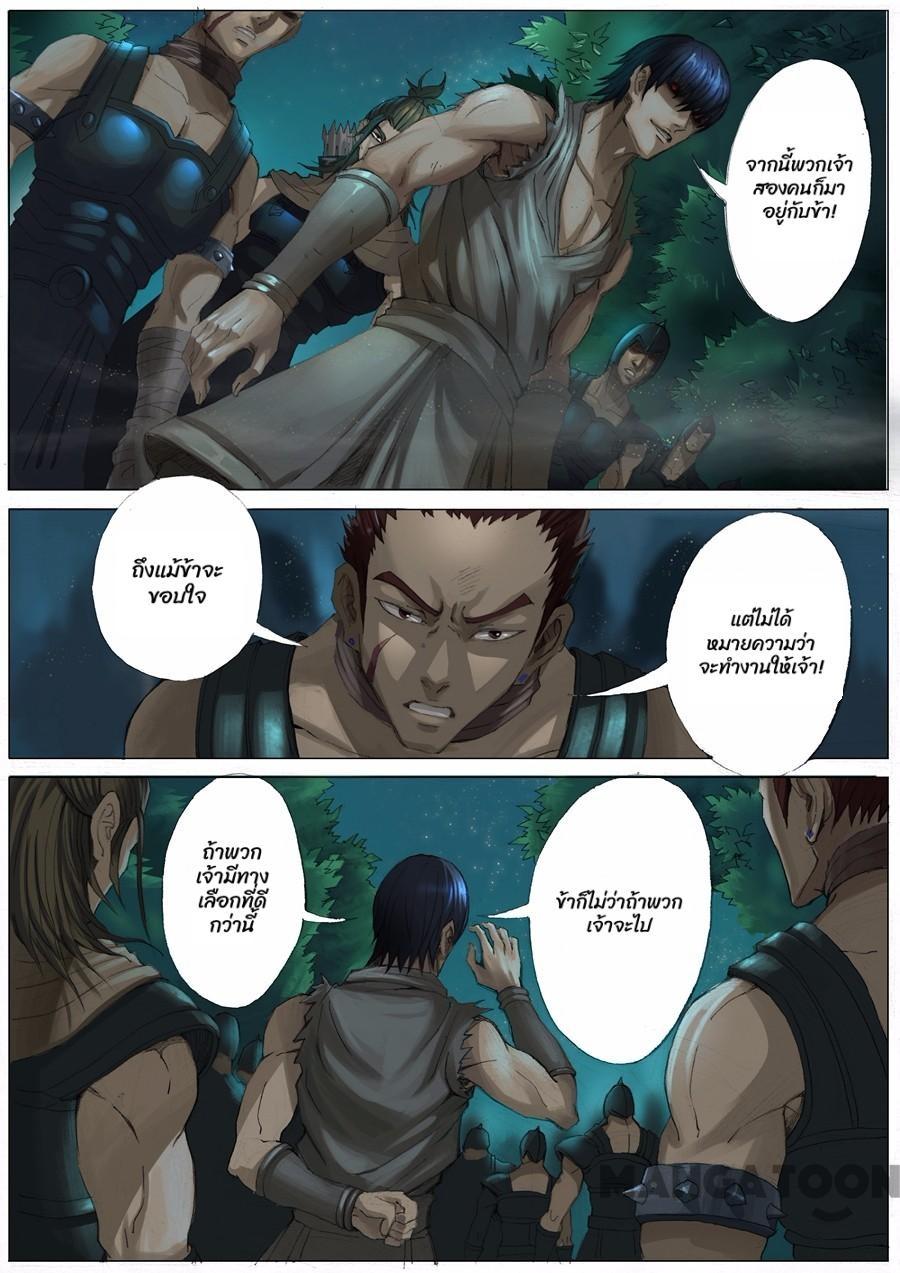 จากนี้พวกเจ้า
สองคนก็มา
อยู่กับข้า!
ถึงแม้ข้าจะ
ขอบใจ
แต่ไม่ได้
หมายความว่า
จะทำงานให้เจ้า!
ถ้าพวก
เจ้ามีทาง
เลือกที่ดี
กว่านี้
ข้าก็ไม่ว่าถ้าพวก
เจ้าจะไป
MANGATOON